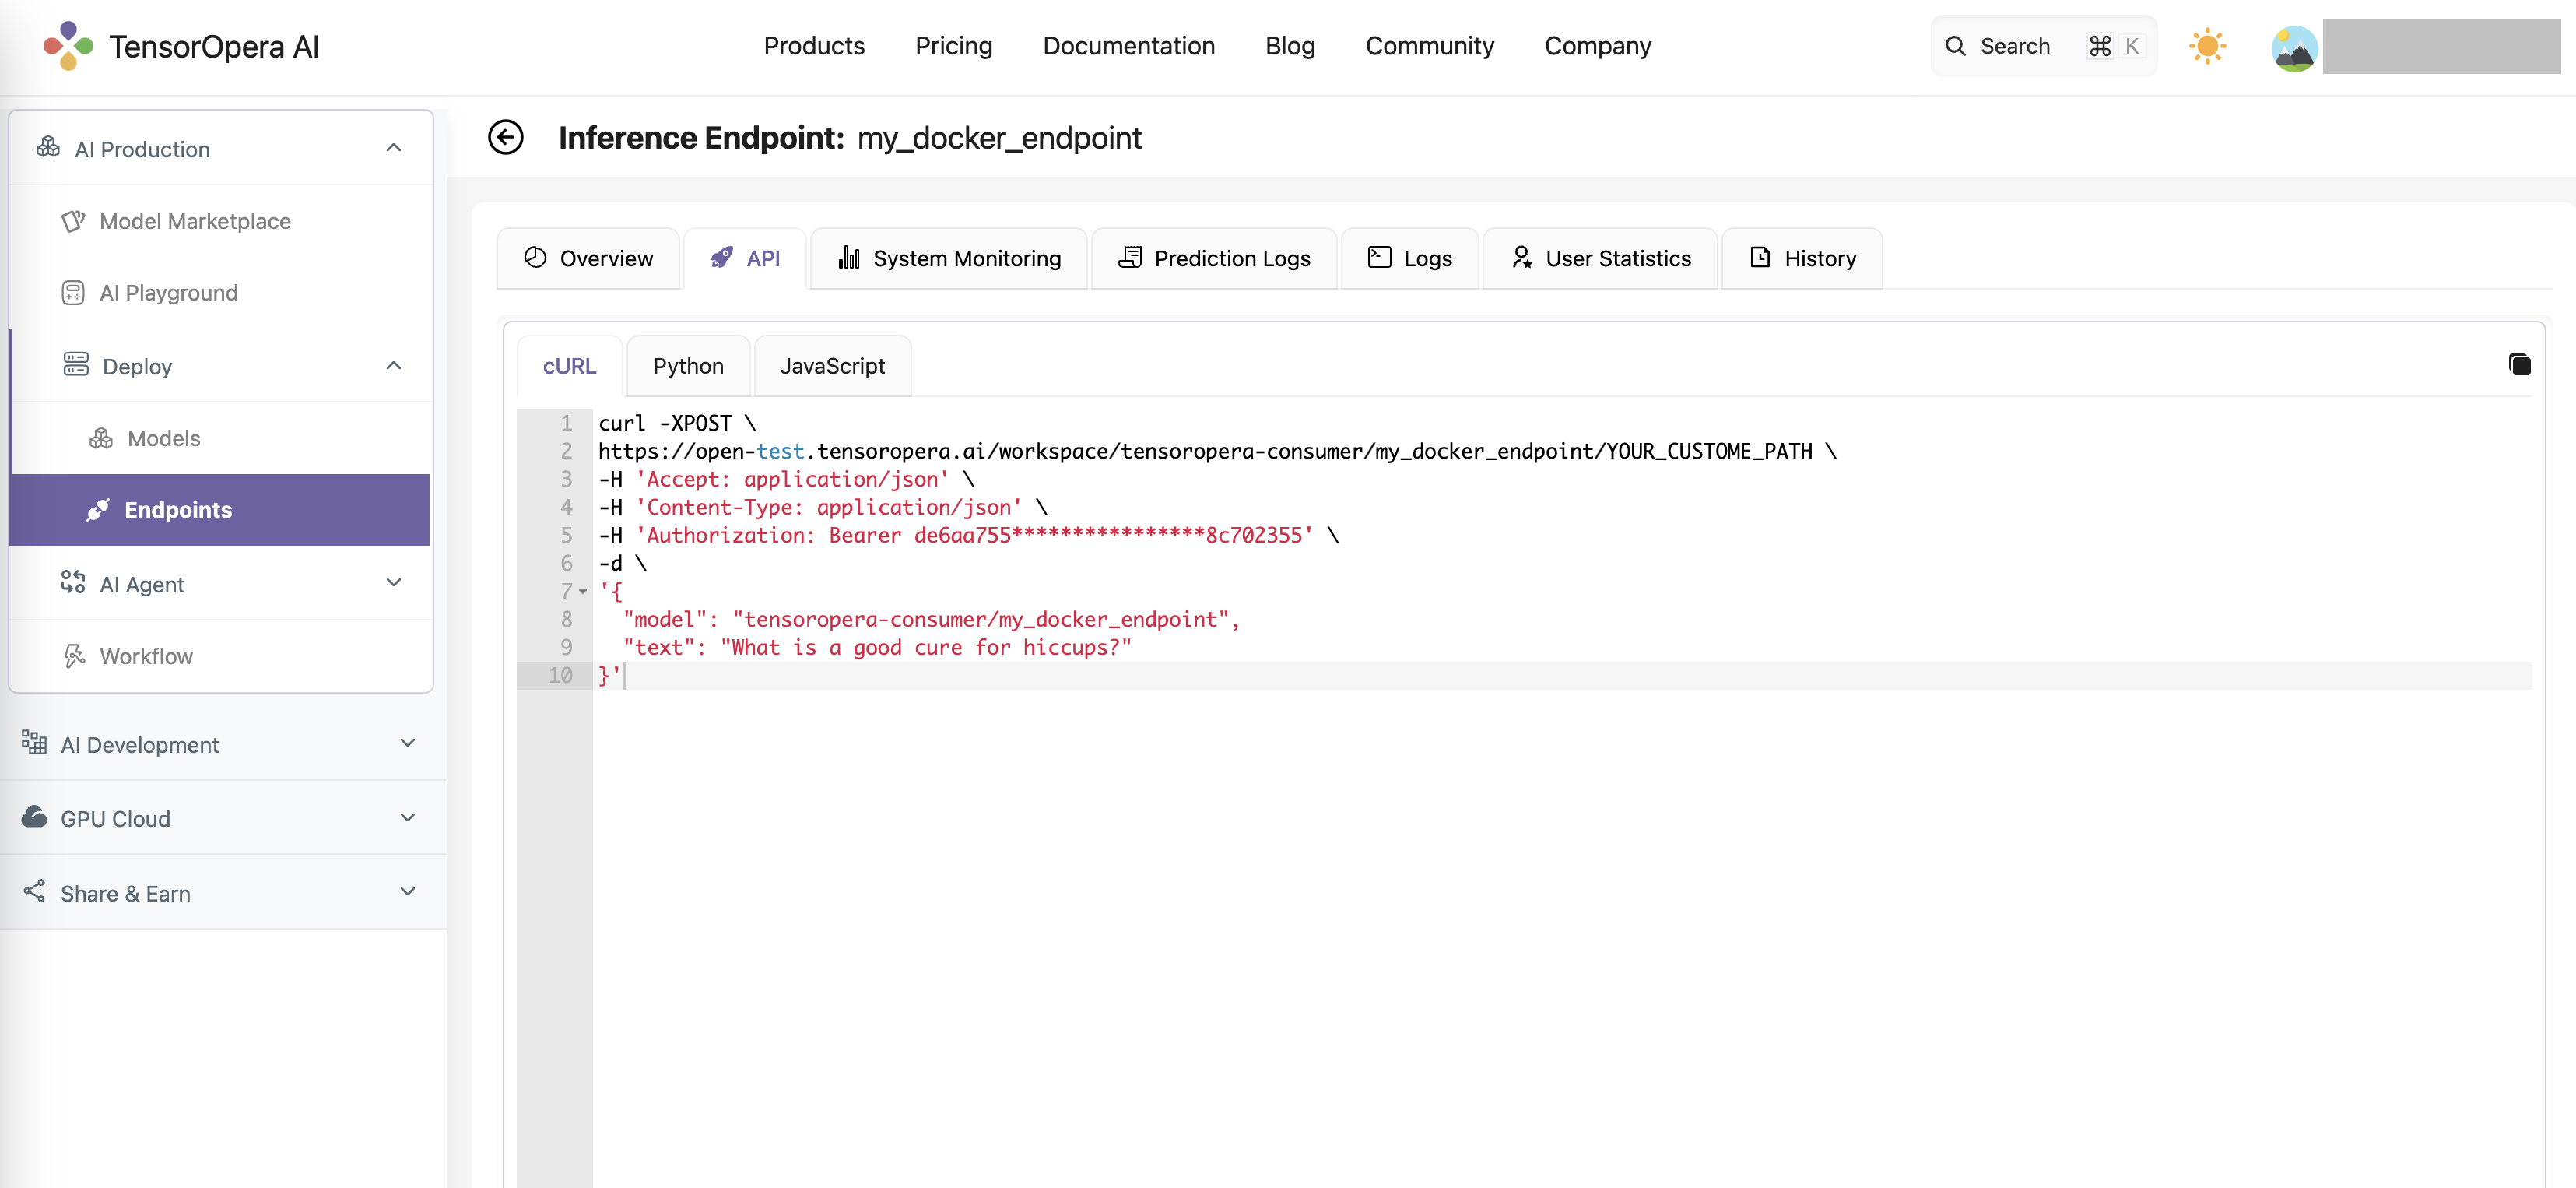 TensorOpera AI
Products Pricing Documentation Blog Community Company
Search ⌘ K
AI Production
Model Marketplace
AI Playground
Deploy
Models
Endpoints
AI Agent
Workflow
AI Development
GPU Cloud
Share & Earn
Inference Endpoint: my_docker_endpoint
Overview API System Monitoring Prediction Logs Logs User Statistics History
cURL Python JavaScript
1 curl -XPOST \
2 https://open-test.tensoropera.ai/workspace/tensoropera-consumer/my_docker_endpoint/YOUR_CUSTOME_PATH \
3 -H 'Accept: application/json' \
4 -H 'Content-Type: application/json' \
5 -H 'Authorization: Bearer de6aa755****************8c702355' \
6 -d \
7 '{
8 "model": "tensoropera-consumer/my_docker_endpoint",
9 "text": "What is a good cure for hiccups?"
10 }'